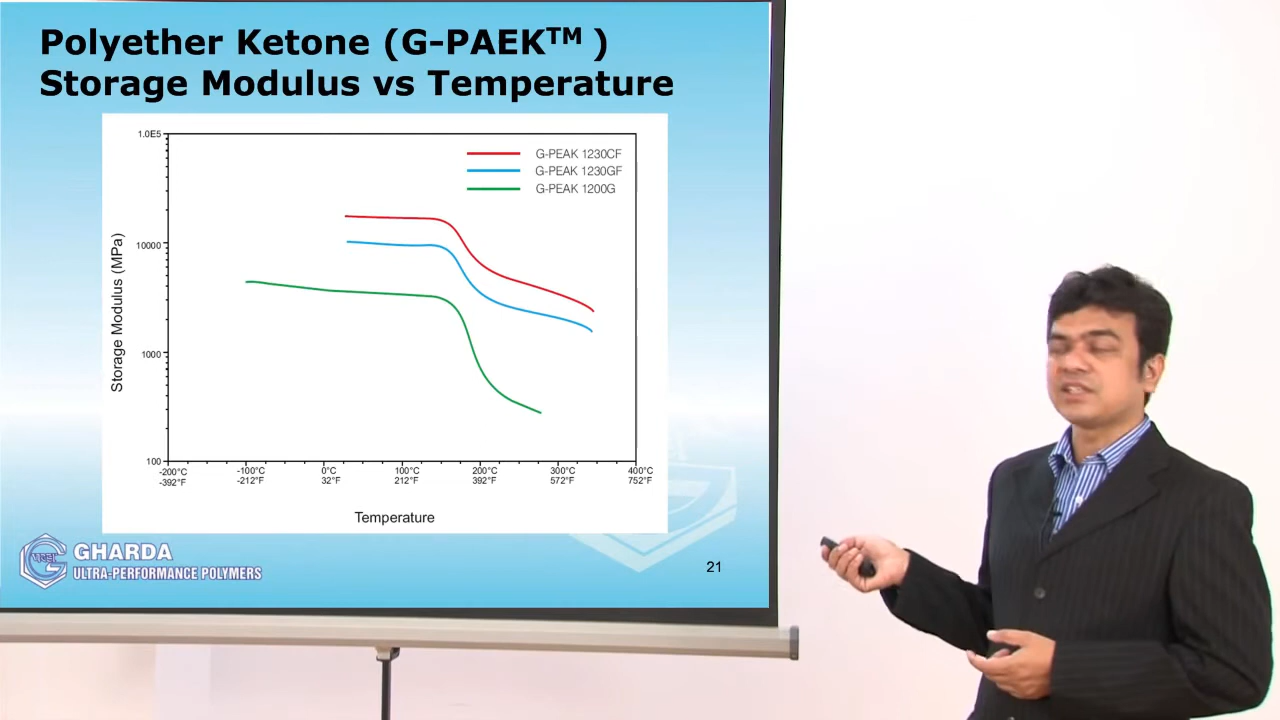 Polyether Ketone (G-PAEK™ )
Storage Modulus vs Temperature
1.0E5
10000
1000
100
Storage Modulus (MPa)
G-PEAK 1230CF
G-PEAK 1230GF
G-PEAK 1200G
-200°C -100°C 0°C 100°C 200°C 300°C 400°C
-392°F -212°F 32°F 212°F 392°F 572°F 752°F
Temperature
घरडा
GHARDA
ULTRA-PERFORMANCE POLYMERS
21